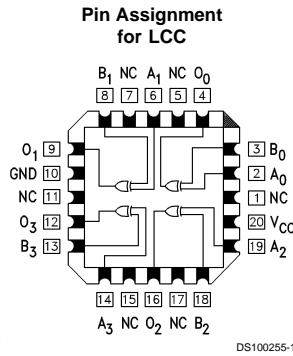 Pin Assignment
for LCC
B1 NC A1 NC O0
8 7 6 5 4
O1 9
GND 10
NC 11
O3 12
B3 13
3 B0
2 A0
1 NC
20 VCC
19 A2
14 15 16 17 18
A3 NC O2 NC B2
DS100255-1